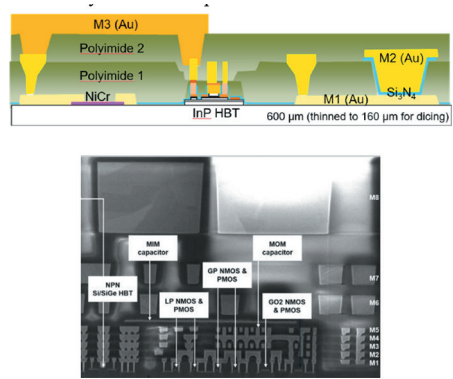 M3 (Au)
Polyimide 2
M2 (Au)
Polyimide 1
NiCr
Si₃N₄
M1 (Au)
InP HBT
600 µm (thinned to 160 µm for dicing)
M8
MIM
capacitor
MOM
capacitor
GP NMOS &
PMOS
M7
NPN
Si/SiGe HBT
LP NMOS &
PMOS
GO2 NMOS
& PMOS
M6
M5
M4
M3
M2
M1